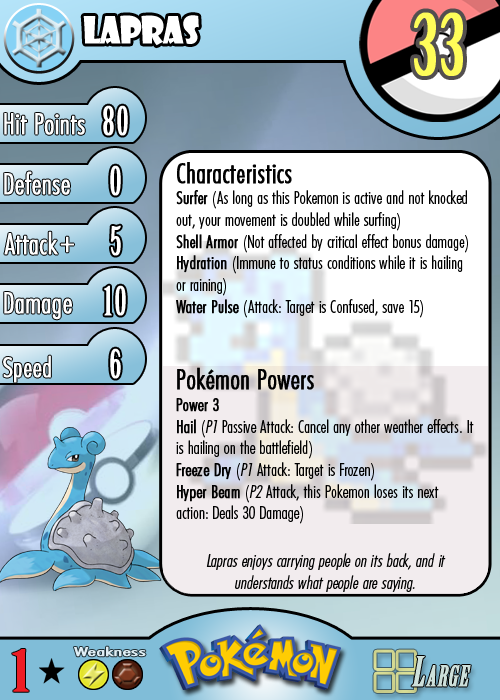 LAPRAS
33
Hit Points 80
Defense 0
Attack+ 5
Damage 10
Speed 6
Characteristics
Surfer (As long as this Pokemon is active and not knocked
out, your movement is doubled while surfing)
Shell Armor (Not affected by critical effect bonus damage)
Hydration (Immune to status conditions while it is hailing
or raining)
Water Pulse (Attack: Target is Confused, save 15)
Pokémon Powers
Power 3
Hail (P1 Passive Attack: Cancel any other weather effects. It
is hailing on the battlefield)
Freeze Dry (P1 Attack: Target is Frozen)
Hyper Beam (P2 Attack, this Pokemon loses its next
action: Deals 30 Damage)
Lapras enjoys carrying people on its back, and it
understands what people are saying.
1 ★ Weakness
POKéMON
LARGE